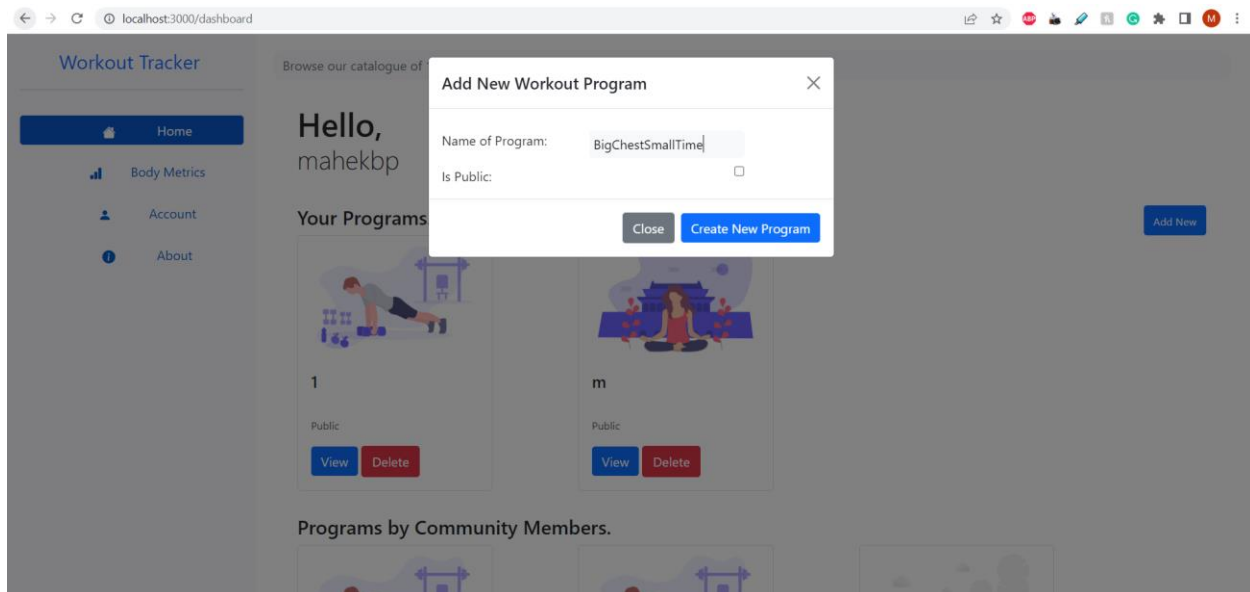 localhost:3000/dashboard
ABP
M
Workout Tracker
Home
Body Metrics
Account
About
Browse our catalogue of
Hello,
mahekbp
Add New Workout Program
Name of Program: BigChestSmallTime
Is Public:
Close Create New Program
Your Programs.
Add New
1
Public
View Delete
m
Public
View Delete
Programs by Community Members.